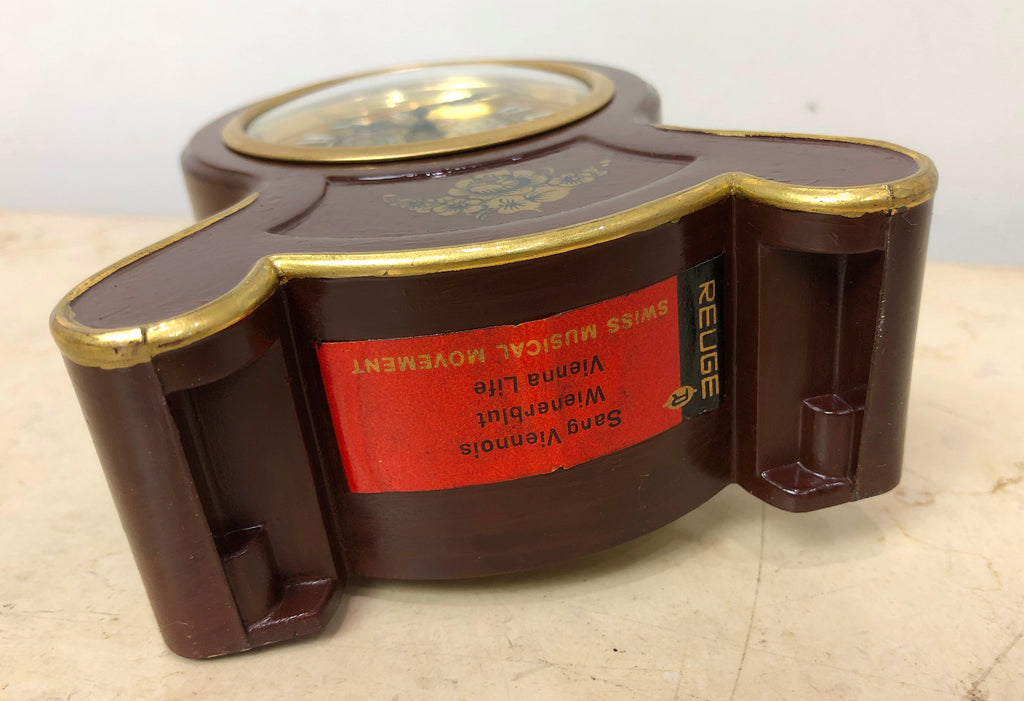 REUGE
Sang Viennois
Wienerblut
Vienna Life
SWISS MUSICAL MOVEMENT